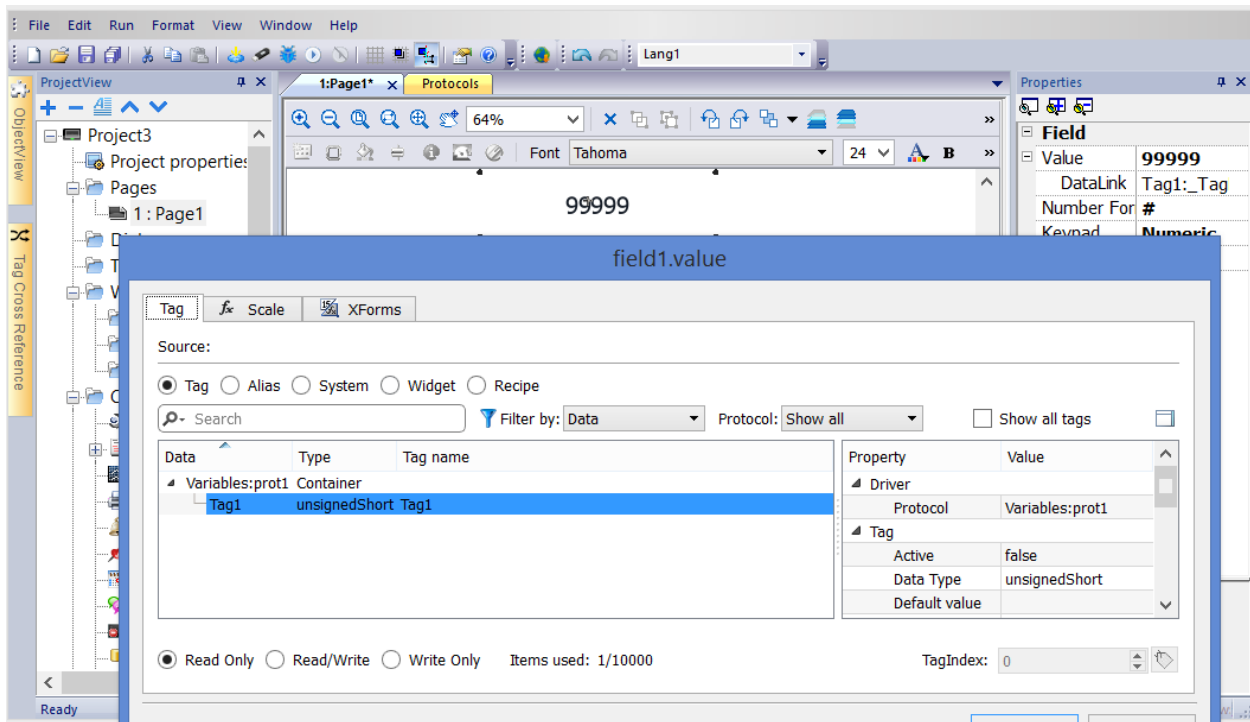 File Edit Run Format View Window Help
Lang1
ProjectView
1:Page1* Protocols
Properties
ObjectView
Tag Cross Reference
Project3
Project properties
Pages
1 : Page1
64%
Font Tahoma 24 A B
99999
Field
Value 99999
DataLink Tag1:_Tag
Number For #
Keypad Numeric
field1.value
Tag fx Scale XForms
Source:
Tag Alias System Widget Recipe
Search Filter by: Data Protocol: Show all Show all tags
Data Type Tag name
Variables:prot1 Container
Tag1 unsignedShort Tag1
Property Value
Driver
Protocol Variables:prot1
Tag
Active false
Data Type unsignedShort
Default value
Read Only Read/Write Write Only Items used: 1/10000 TagIndex: 0
Ready